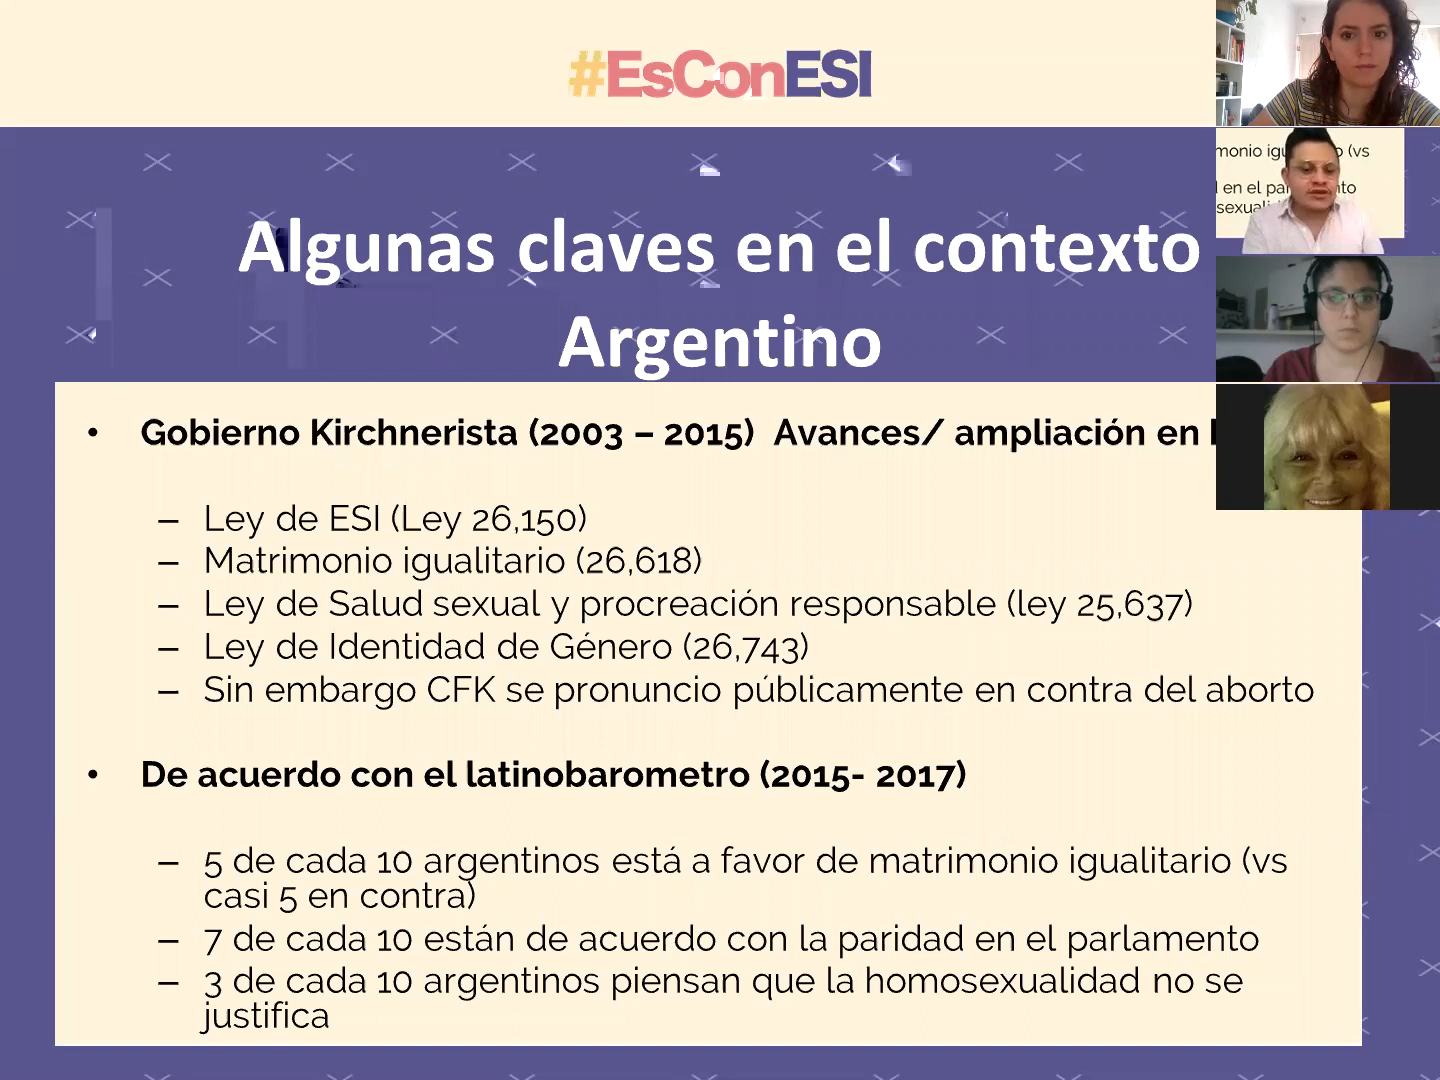 #EsConESI
Algunas claves en el contexto
Argentino
• Gobierno Kirchnerista (2003 – 2015) Avances/ ampliación en
– Ley de ESI (Ley 26,150)
– Matrimonio igualitario (26,618)
– Ley de Salud sexual y procreación responsable (ley 25,637)
– Ley de Identidad de Género (26,743)
– Sin embargo CFK se pronuncio públicamente en contra del aborto
• De acuerdo con el latinobarometro (2015- 2017)
– 5 de cada 10 argentinos está a favor de matrimonio igualitario (vs
casi 5 en contra)
– 7 de cada 10 están de acuerdo con la paridad en el parlamento
– 3 de cada 10 argentinos piensan que la homosexualidad no se
justifica
(vs
en el